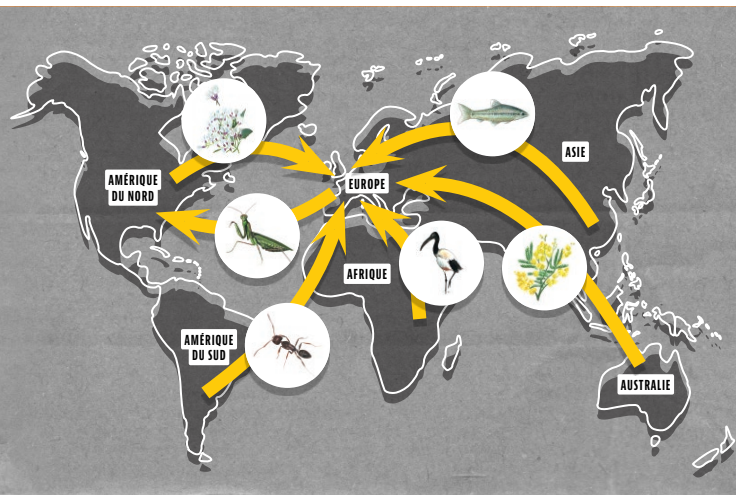 AMÉRIQUE
DU NORD
EUROPE
ASIE
AFRIQUE
AMÉRIQUE
DU SUD
AUSTRALIE